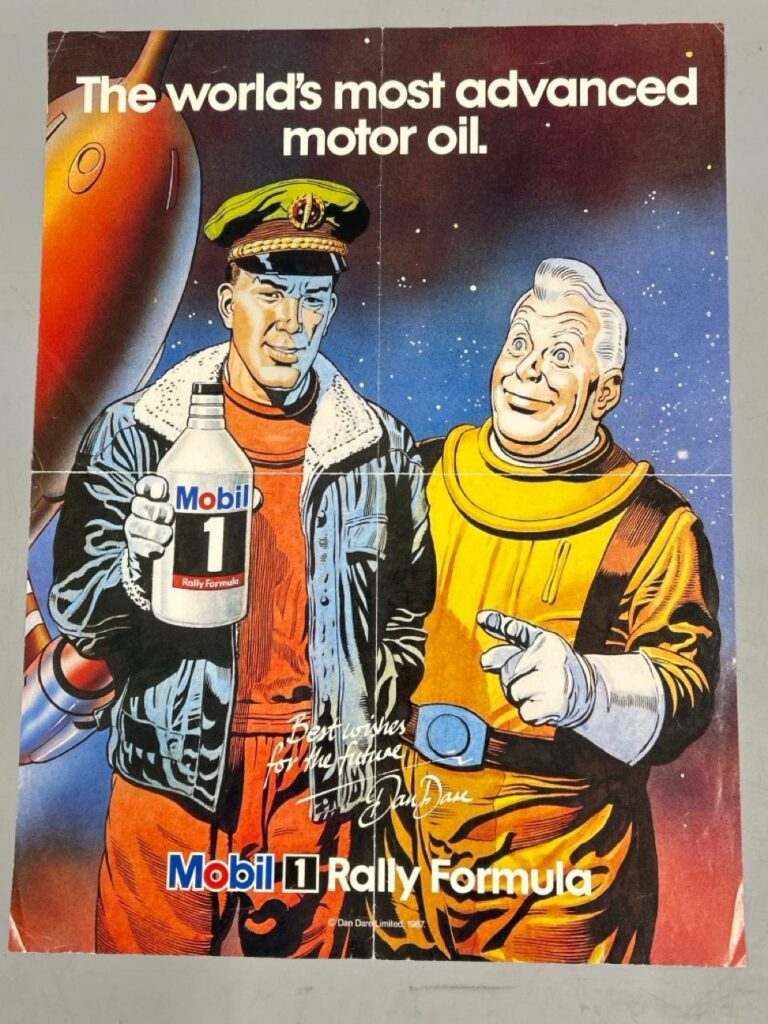 The world's most advanced
motor oil.
Mobil
1
Rally Formula
Best wishes
for the future
Dan Dare
Mobil 1 Rally Formula
© Dan Dare Limited, 1987.